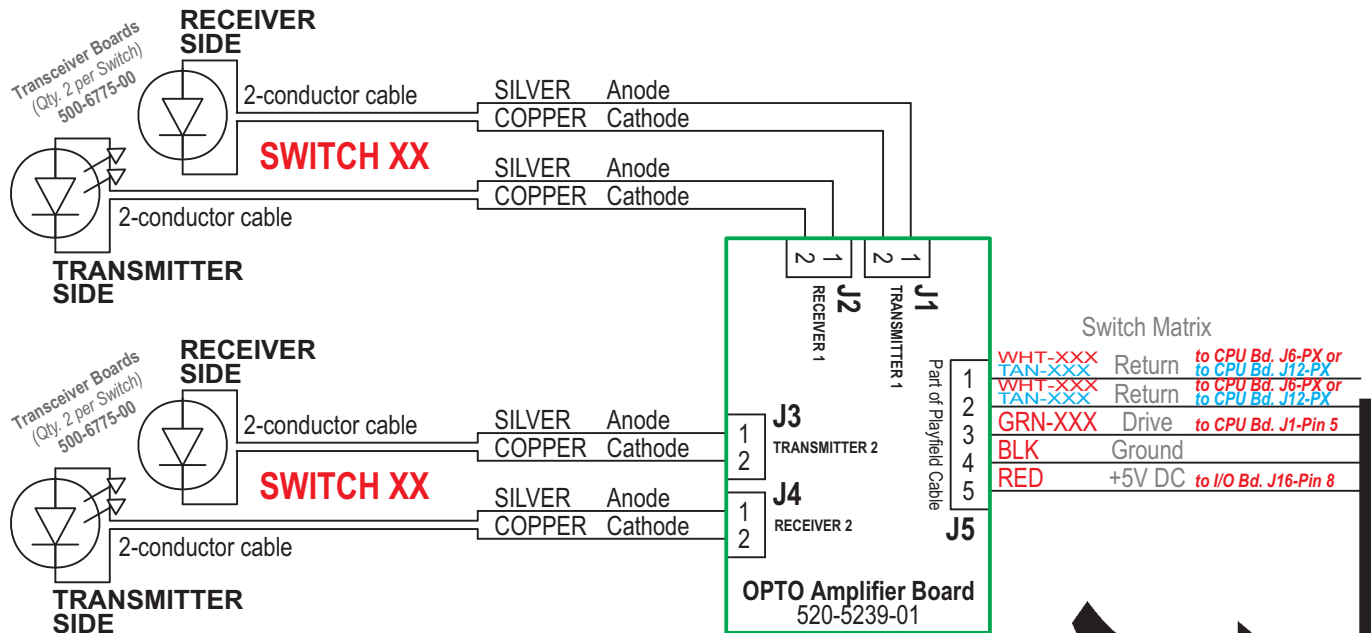 Transceiver Boards
(Qty. 2 per Switch)
500-6775-00
RECEIVER
SIDE
2-conductor cable
SILVER Anode
COPPER Cathode
SWITCH XX
SILVER Anode
COPPER Cathode
2-conductor cable
TRANSMITTER
SIDE
2 1
J2
RECEIVER 1
2 1
J1
TRANSMITTER 1
Transceiver Boards
(Qty. 2 per Switch)
500-6775-00
RECEIVER
SIDE
2-conductor cable
SILVER Anode
COPPER Cathode
SWITCH XX
SILVER Anode
COPPER Cathode
2-conductor cable
TRANSMITTER
SIDE
1
2
J3
TRANSMITTER 2
1
2
J4
RECEIVER 2
Part of Playfield Cable
1
2
3
4
5
J5
OPTO Amplifier Board
520-5239-01
Switch Matrix
WHT-XXX Return to CPU Bd. J6-PX or
TAN-XXX to CPU Bd. J12-PX
WHT-XXX Return to CPU Bd. J6-PX or
TAN-XXX to CPU Bd. J12-PX
GRN-XXX Drive to CPU Bd. J1-Pin 5
BLK Ground
RED +5V DC to I/O Bd. J16-Pin 8